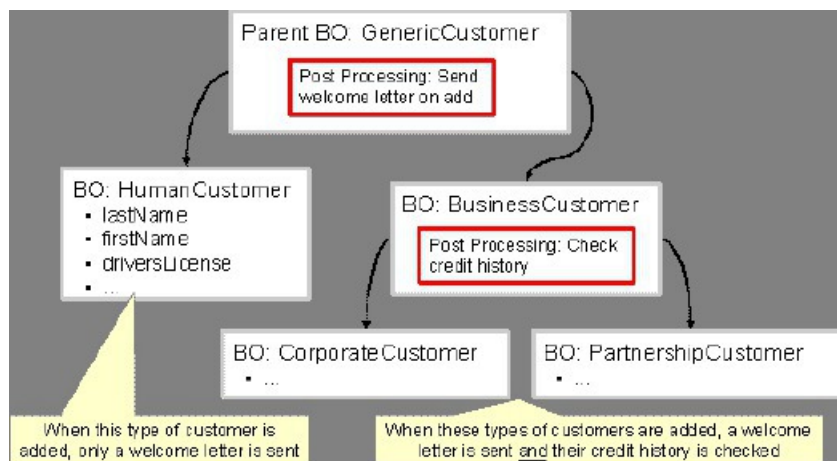 Parent BO: GenericCustomer
Post Processing: Send
welcome letter on add
BO: HumanCustomer
▪ lastName
▪ firstName
▪ driversLicense
▪ ...
BO: BusinessCustomer
Post Processing: Check
credit history
BO: CorporateCustomer
▪ ...
BO: PartnershipCustomer
▪ ...
When this type of customer is
added, only a welcome letter is sent
When these types of customers are added, a welcome
letter is sent and their credit history is checked